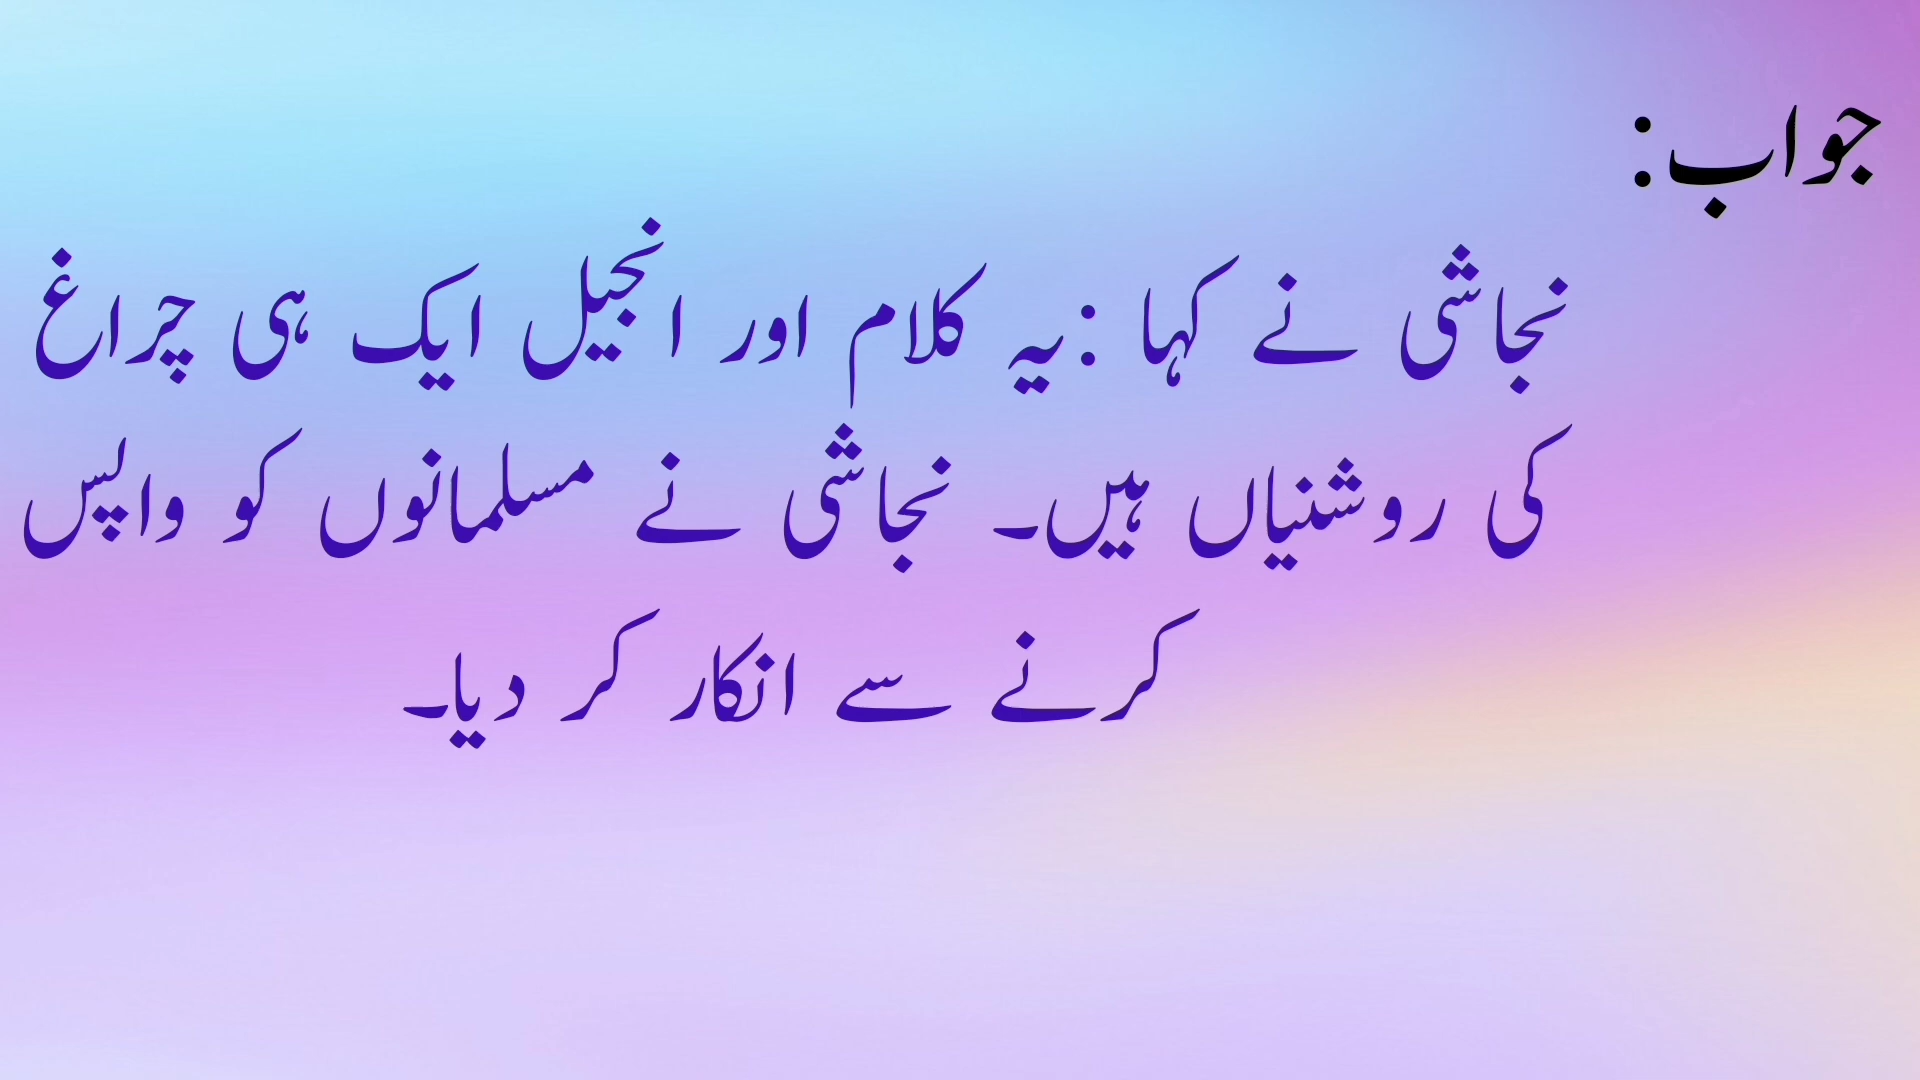 جواب:
نجاشی نے کہا :یہ کلام اور انجیل ایک ہی چراغ
کی روشنیاں ہیں۔ نجاشی نے مسلمانوں کو واپس
کرنے سے انکار کر دیا۔